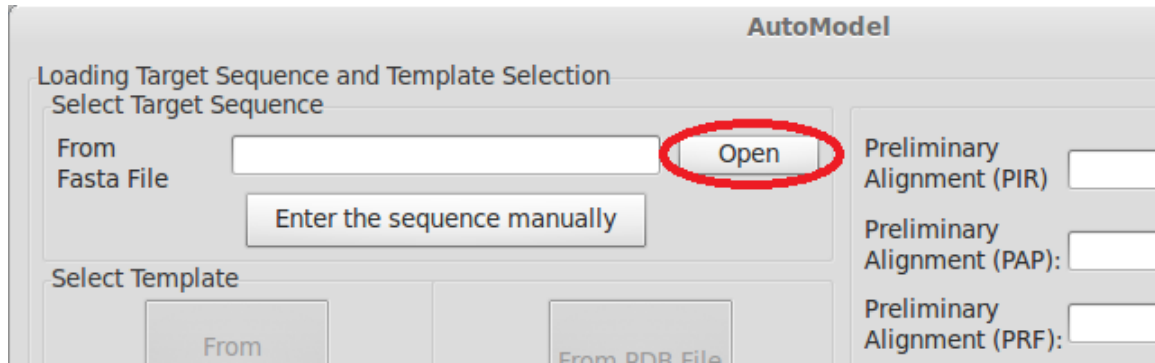 AutoModel
Loading Target Sequence and Template Selection
Select Target Sequence
From
Fasta File
Open
Enter the sequence manually
Select Template
From
From PDB File
Preliminary
Alignment (PIR)
Preliminary
Alignment (PAP):
Preliminary
Alignment (PRF):